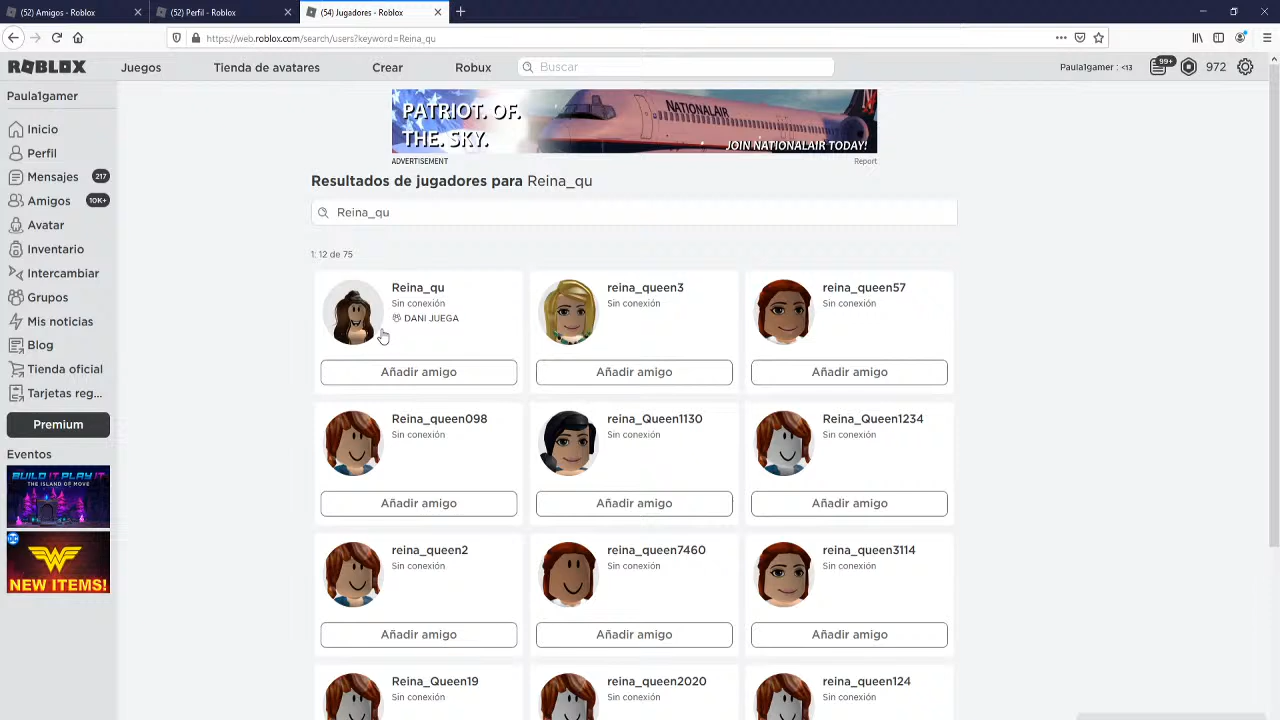 (52) Amigos - Roblox
(52) Perfil - Roblox
(54) Jugadores - Roblox
https://web.roblox.com/search/users?keyword=Reina_qu
ROBLOX
Juegos
Tienda de avatares
Crear
Robux
Buscar
Paula1gamer : <13
99+
972
Paula1gamer
Inicio
Perfil
Mensajes 217
Amigos 10K+
Avatar
Inventario
Intercambiar
Grupos
Mis noticias
Blog
Tienda oficial
Tarjetas reg...
Premium
Eventos
BUILD IT PLAY IT
THE ISLAND OF MOVE
DC
NEW ITEMS!
PATRIOT. OF.
THE. SKY.
NATIONALAIR
JOIN NATIONALAIR TODAY!
ADVERTISEMENT
Report
Resultados de jugadores para Reina_qu
Reina_qu
1: 12 de 75
Reina_qu
Sin conexión
DANI JUEGA
Añadir amigo
reina_queen3
Sin conexión
Añadir amigo
reina_queen57
Sin conexión
Añadir amigo
Reina_queen098
Sin conexión
Añadir amigo
reina_Queen1130
Sin conexión
Añadir amigo
Reina_Queen1234
Sin conexión
Añadir amigo
reina_queen2
Sin conexión
Añadir amigo
reina_queen7460
Sin conexión
Añadir amigo
reina_queen3114
Sin conexión
Añadir amigo
Reina_Queen19
Sin conexión
reina_queen2020
Sin conexión
reina_queen124
Sin conexión